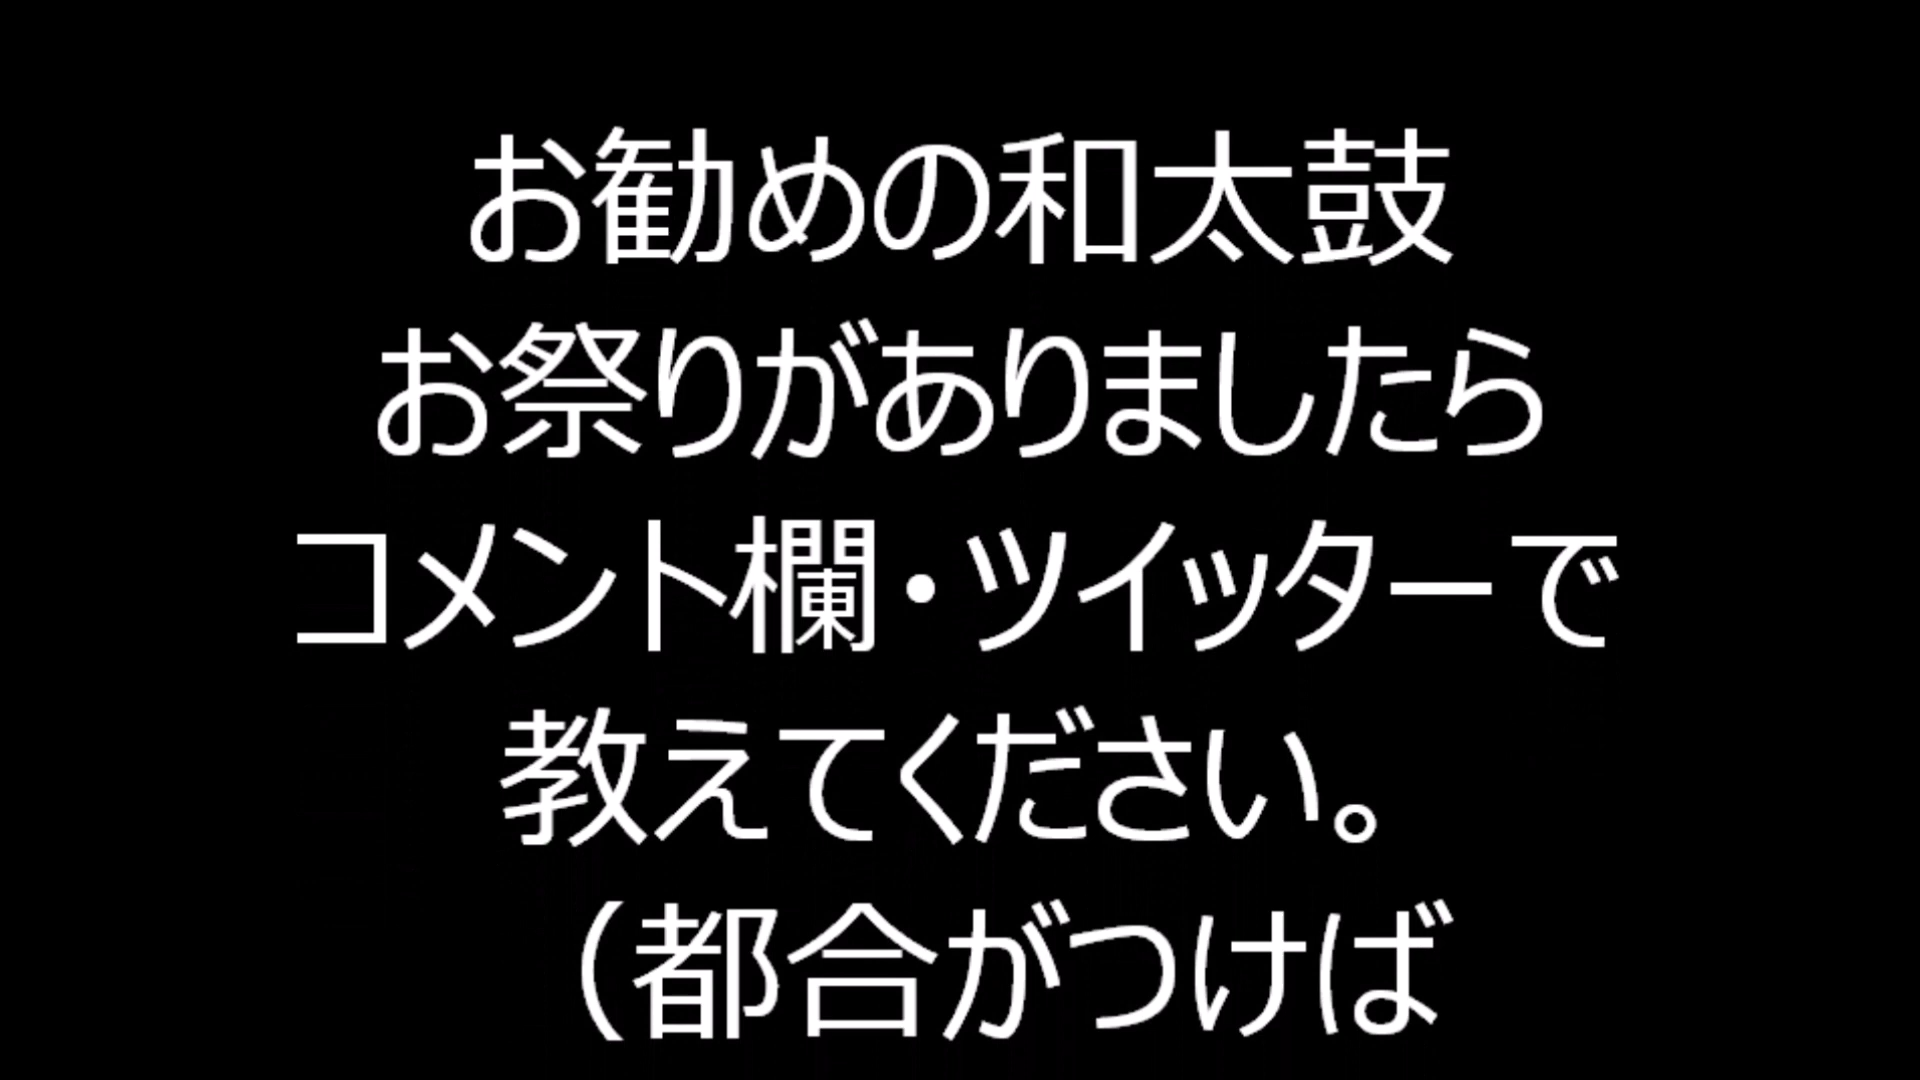 お勧めの和太鼓
お祭りがありましたら
コメント欄・ツイッターで
教えてください。
（都合がつけば